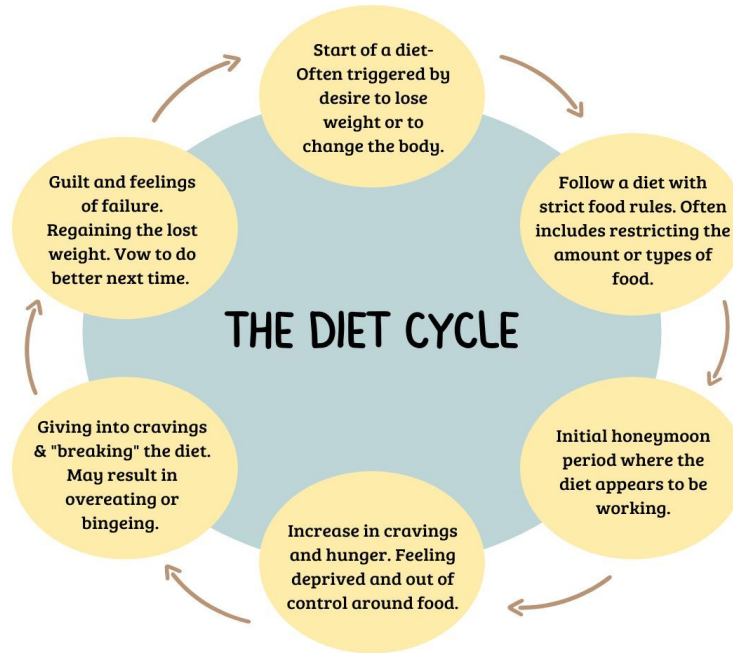 Start of a diet-
Often triggered by
desire to lose
weight or to
change the body.
Follow a diet with
strict food rules. Often
includes restricting the
amount or types of
food.
Initial honeymoon
period where the
diet appears to be
working.
Increase in cravings
and hunger. Feeling
deprived and out of
control around food.
Giving into cravings
& "breaking" the diet.
May result in
overeating or
bingeing.
Guilt and feelings
of failure.
Regaining the lost
weight. Vow to do
better next time.
THE DIET CYCLE